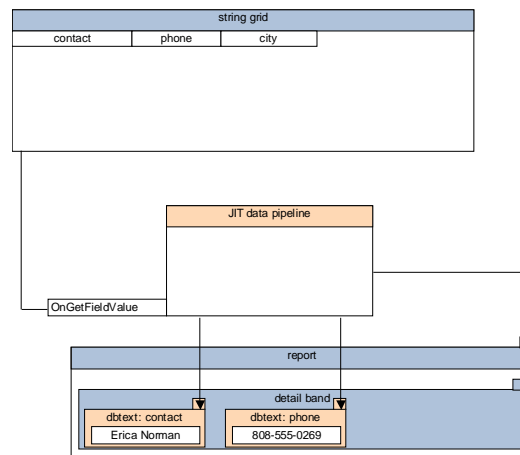 string grid
contact phone city
JIT data pipeline
OnGetFieldValue
report
detail band
dbtext: contact dbtext: phone
Erica Norman 808-555-0269